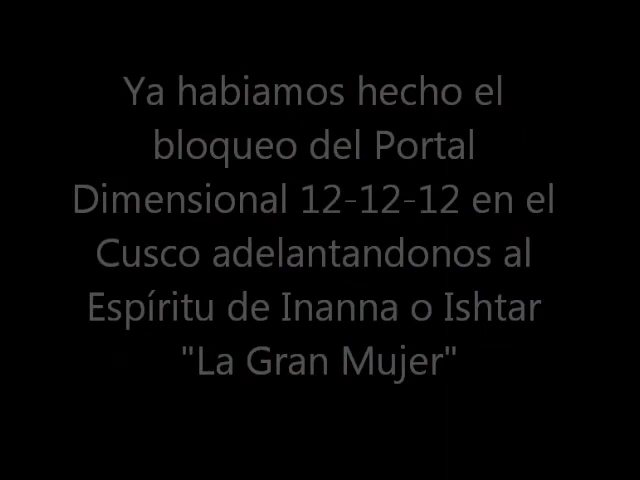 Ya habiamos hecho el
bloqueo del Portal
Dimensional 12-12-12 en el
Cusco adelantandonos al
Espíritu de Inanna o Ishtar
"La Gran Mujer"